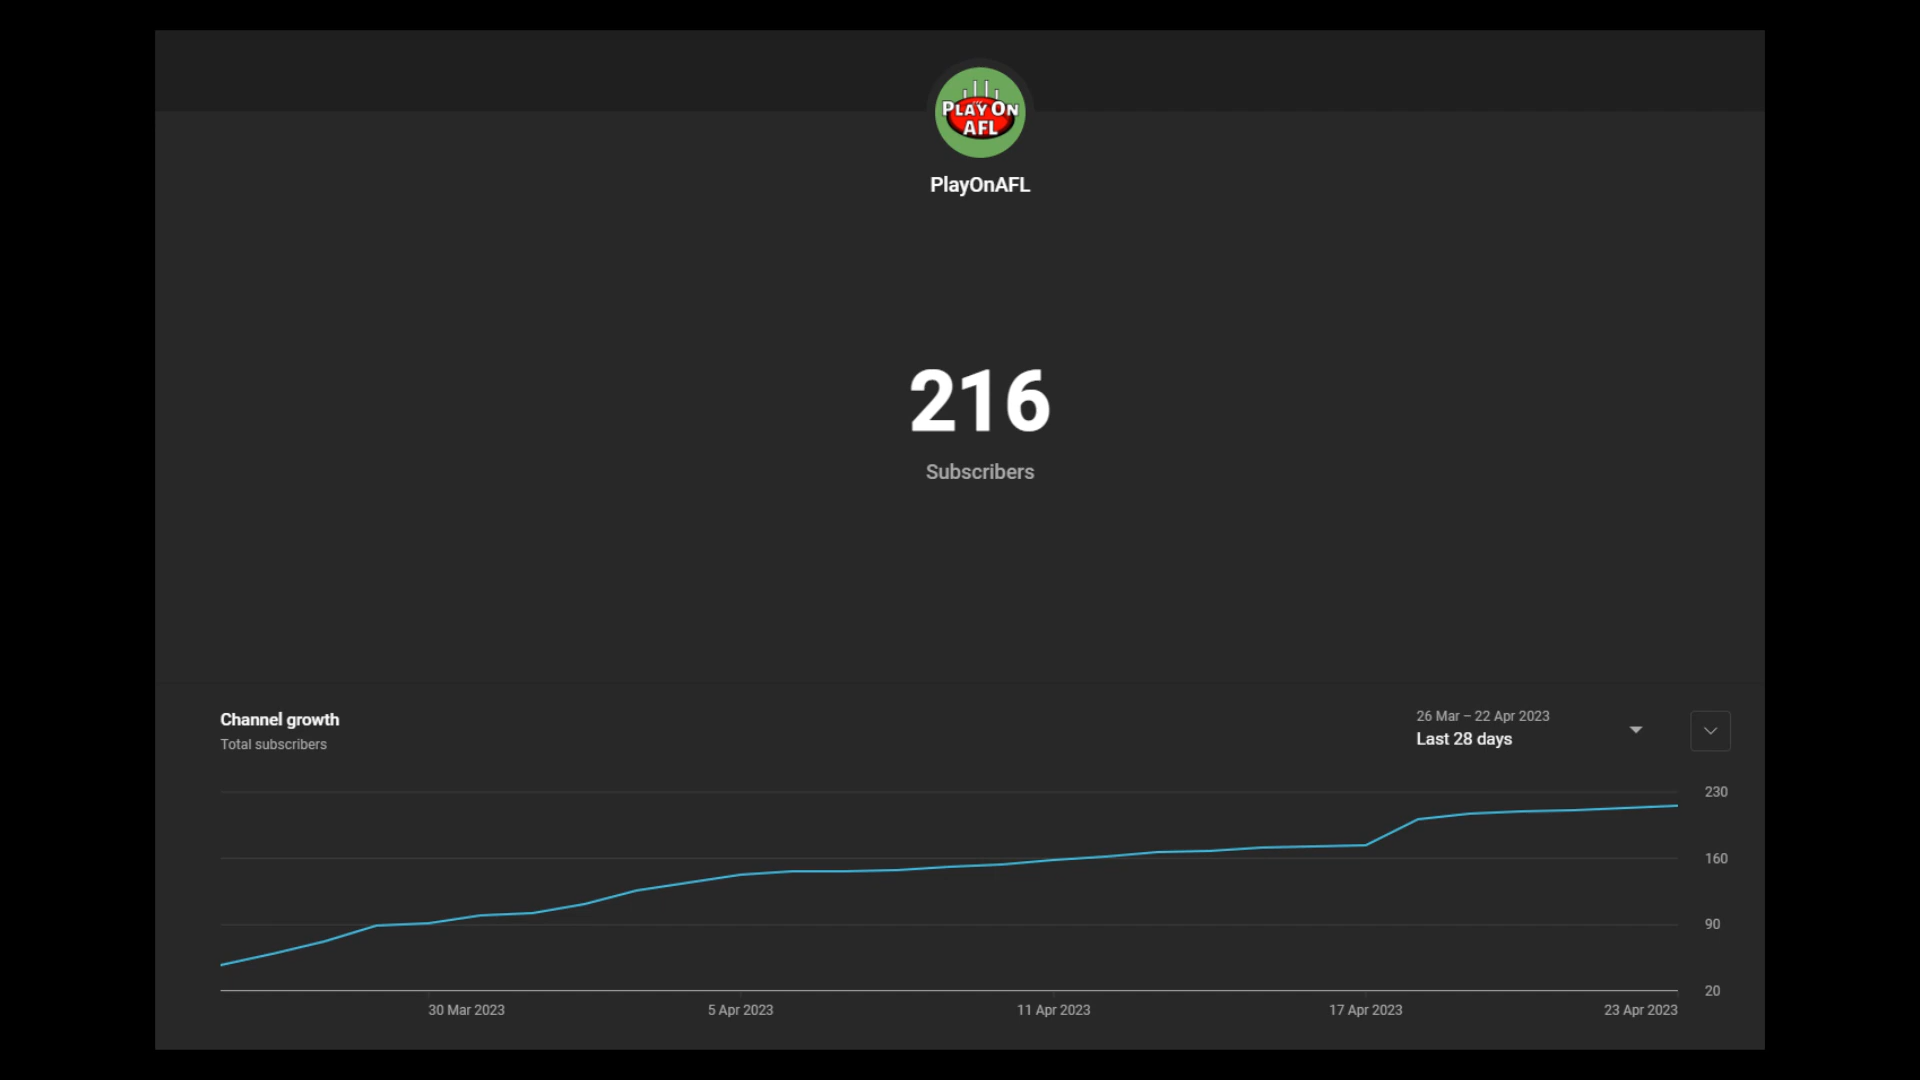 PLAY ON
AFL
PlayOnAFL
216
Subscribers
Channel growth
Total subscribers
26 Mar – 22 Apr 2023
Last 28 days
230
160
90
20
30 Mar 2023
5 Apr 2023
11 Apr 2023
17 Apr 2023
23 Apr 2023